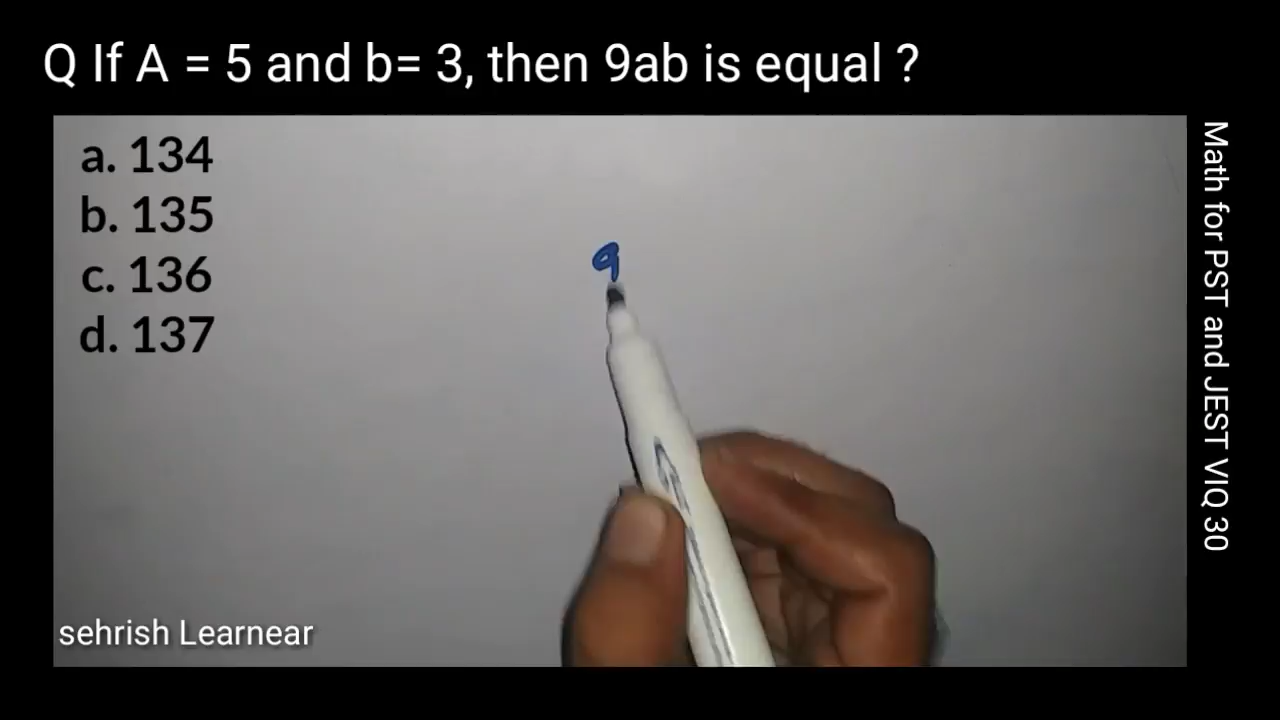 Q If A = 5 and b= 3, then 9ab is equal ?
a. 134
b. 135
c. 136
d. 137
9
sehrish Learnear
Math for PST and JEST VIQ 30